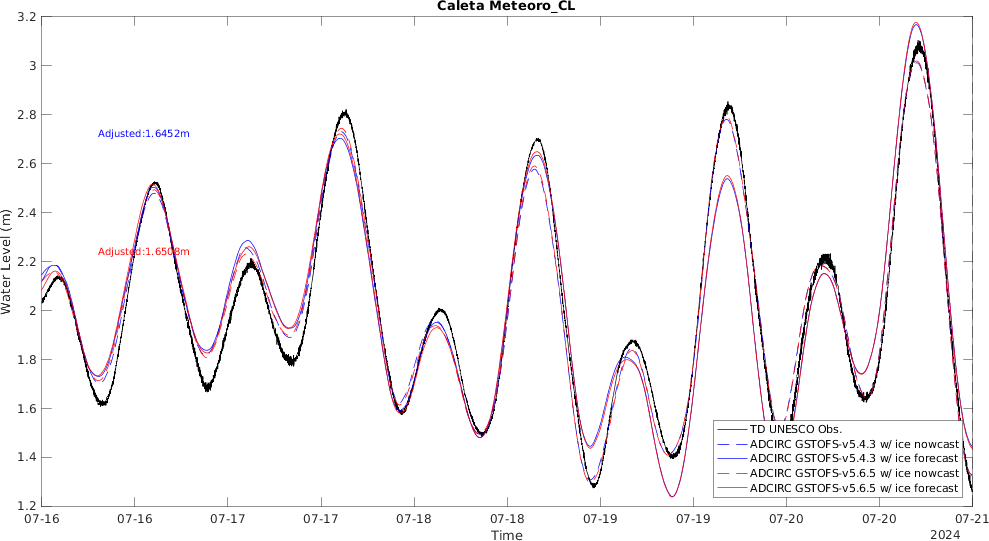 Caleta Meteoro_CL
3.2
3
2.8
2.6
2.4
2.2
2
1.8
1.6
1.4
1.2
Water Level (m)
Adjusted:1.6452m
Adjusted:1.6508m
TD UNESCO Obs.
ADCIRC GSTOFS-v5.4.3 w/ ice nowcast
ADCIRC GSTOFS-v5.4.3 w/ ice forecast
ADCIRC GSTOFS-v5.6.5 w/ ice nowcast
ADCIRC GSTOFS-v5.6.5 w/ ice forecast
07-16 07-16 07-17 07-17 07-18 07-18 07-19 07-19 07-20 07-20 07-21
Time
2024